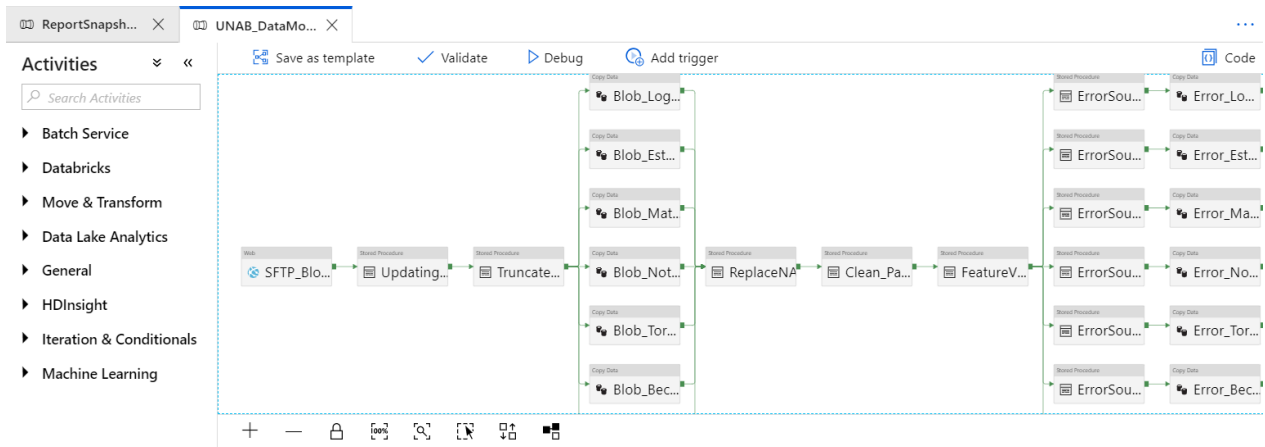 ReportSnapsh...
UNAB_DataMo...
Activities
Search Activities
Batch Service
Databricks
Move & Transform
Data Lake Analytics
General
HDInsight
Iteration & Conditionals
Machine Learning
Save as template
Validate
Debug
Add trigger
Code
Web
SFTP_Blo...
Stored Procedure
Updating...
Stored Procedure
Truncate...
Copy Data
Blob_Log...
Copy Data
Blob_Est...
Copy Data
Blob_Mat...
Copy Data
Blob_Not...
Copy Data
Blob_Tor...
Copy Data
Blob_Bec...
Stored Procedure
ReplaceNA
Stored Procedure
Clean_Pa...
Stored Procedure
FeatureV...
Stored Procedure
ErrorSou...
Copy Data
Error_Lo...
Stored Procedure
ErrorSou...
Copy Data
Error_Est...
Stored Procedure
ErrorSou...
Copy Data
Error_Ma...
Stored Procedure
ErrorSou...
Copy Data
Error_No...
Stored Procedure
ErrorSou...
Copy Data
Error_Tor...
Stored Procedure
ErrorSou...
Copy Data
Error_Bec...
100%